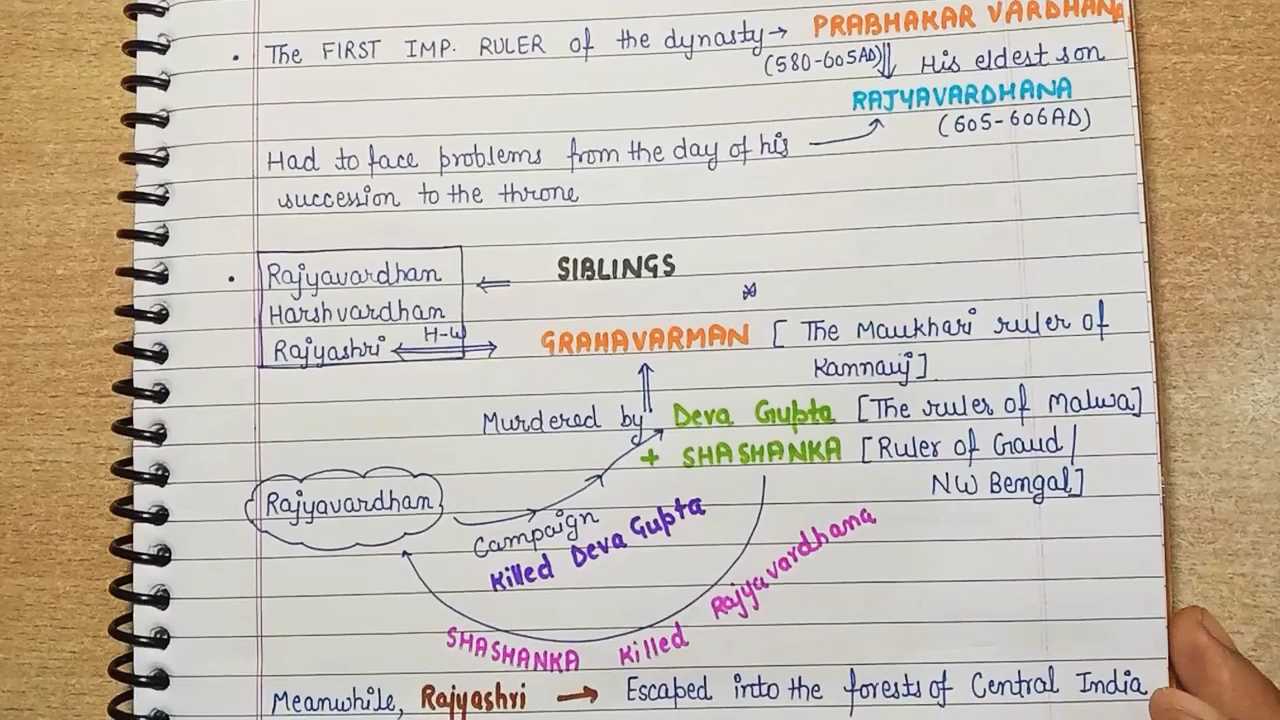 • The FIRST IMP. RULER of the dynasty → PRABHAKAR VARDHANA
(580-605AD) His eldest son
RAJYAVARDHANA
(605-606AD)
Had to face problems from the day of his
succession to the throne
• Rajyavardhan ⇐ SIBLINGS
Harshvardhan
Rajyashri H-W GRAHAVARMAN [The Maukhari ruler of
Kannauj]
Murdered by Deva Gupta [The ruler of Malwa]
+ SHASHANKA [Ruler of Gaud/
NW Bengal]
Rajyavardhan
Campaign
Killed Deva Gupta
SHASHANKA Killed Rajyavardhana
Meanwhile, Rajyashri → Escaped into the forests of Central India